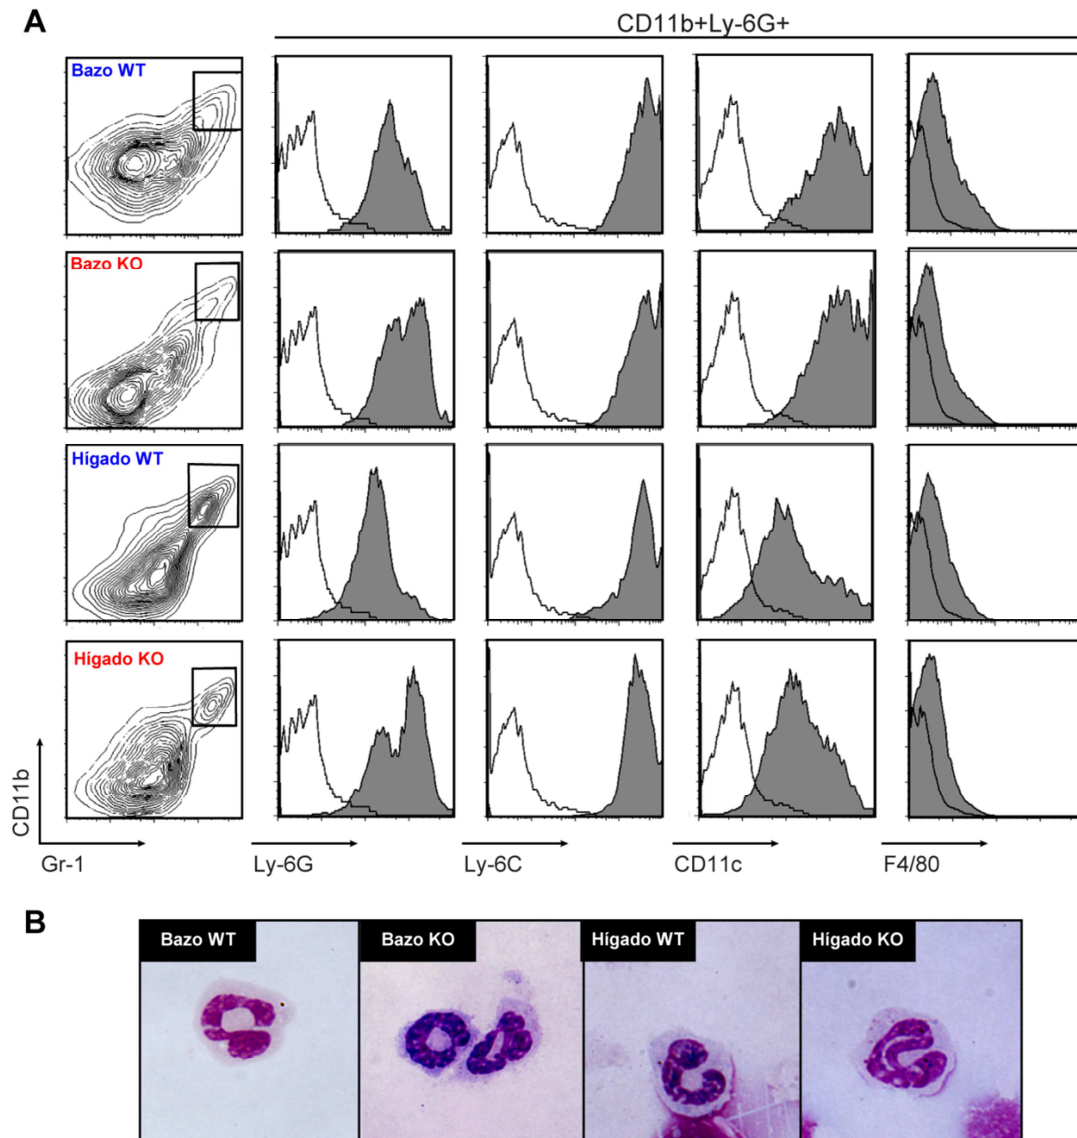 A
CD11b+Ly-6G+
Bazo WT
Bazo KO
Hígado WT
Hígado KO
CD11b
Gr-1
Ly-6G
Ly-6C
CD11c
F4/80
B
Bazo WT
Bazo KO
Hígado WT
Hígado KO